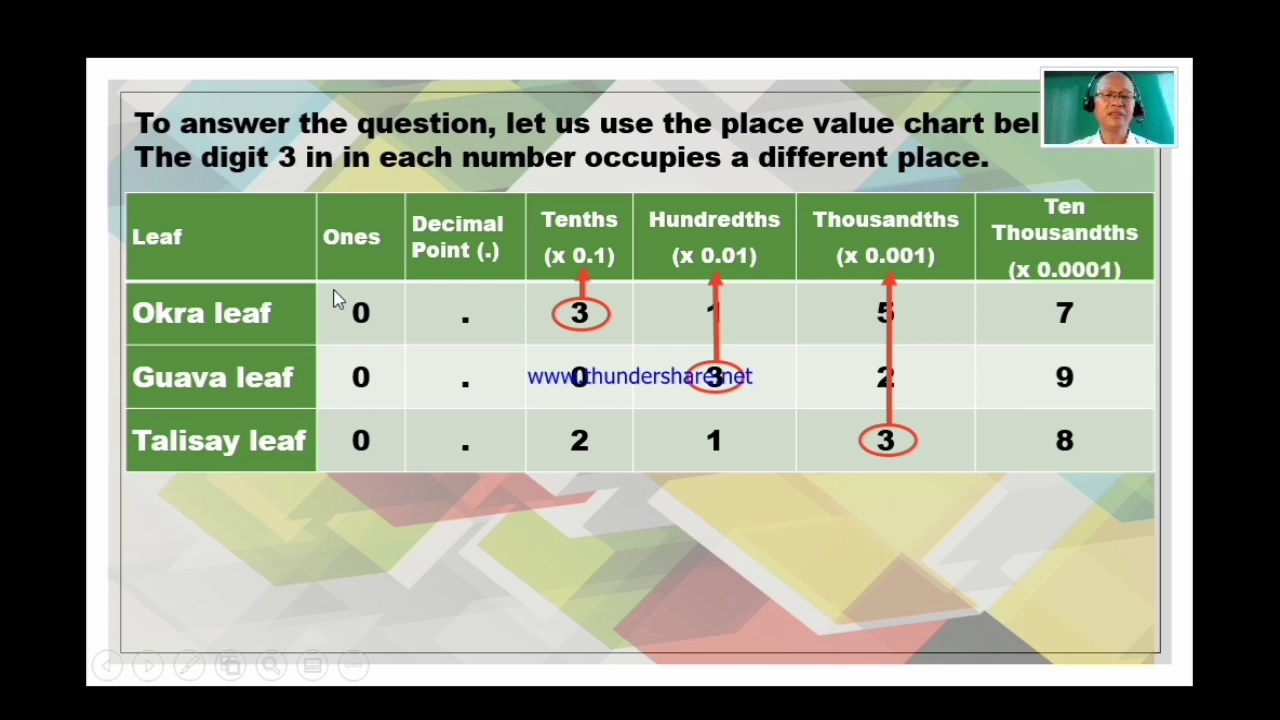 To answer the question, let us use the place value chart bel
The digit 3 in in each number occupies a different place.
Leaf Ones Decimal Point (.) Tenths (x 0.1) Hundredths (x 0.01) Thousandths (x 0.001) Ten Thousandths (x 0.0001)
Okra leaf 0 . 3 1 5 7
Guava leaf 0 . 0 3 2 9
www.thundershare.net
Talisay leaf 0 . 2 1 3 8